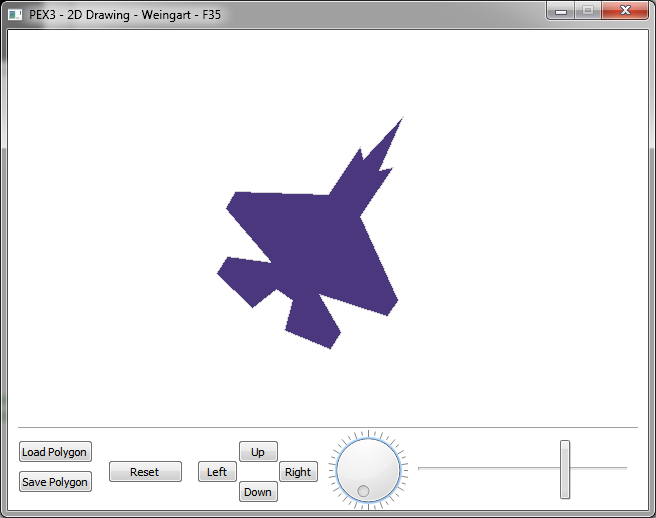 PEX3 - 2D Drawing - Weingart - F35
Load Polygon
Save Polygon
Reset
Up
Left
Right
Down